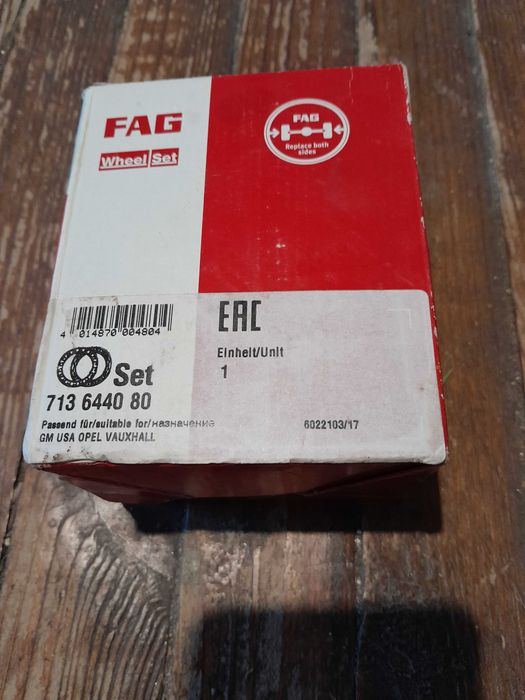 FAG
Wheel Set
FAG
Replace both
sides
4 014870 004804
EAC
Einheit/Unit
1
Set
713 6440 80
Passend für/suitable for/назначение
GM USA OPEL VAUXHALL
6022103/17